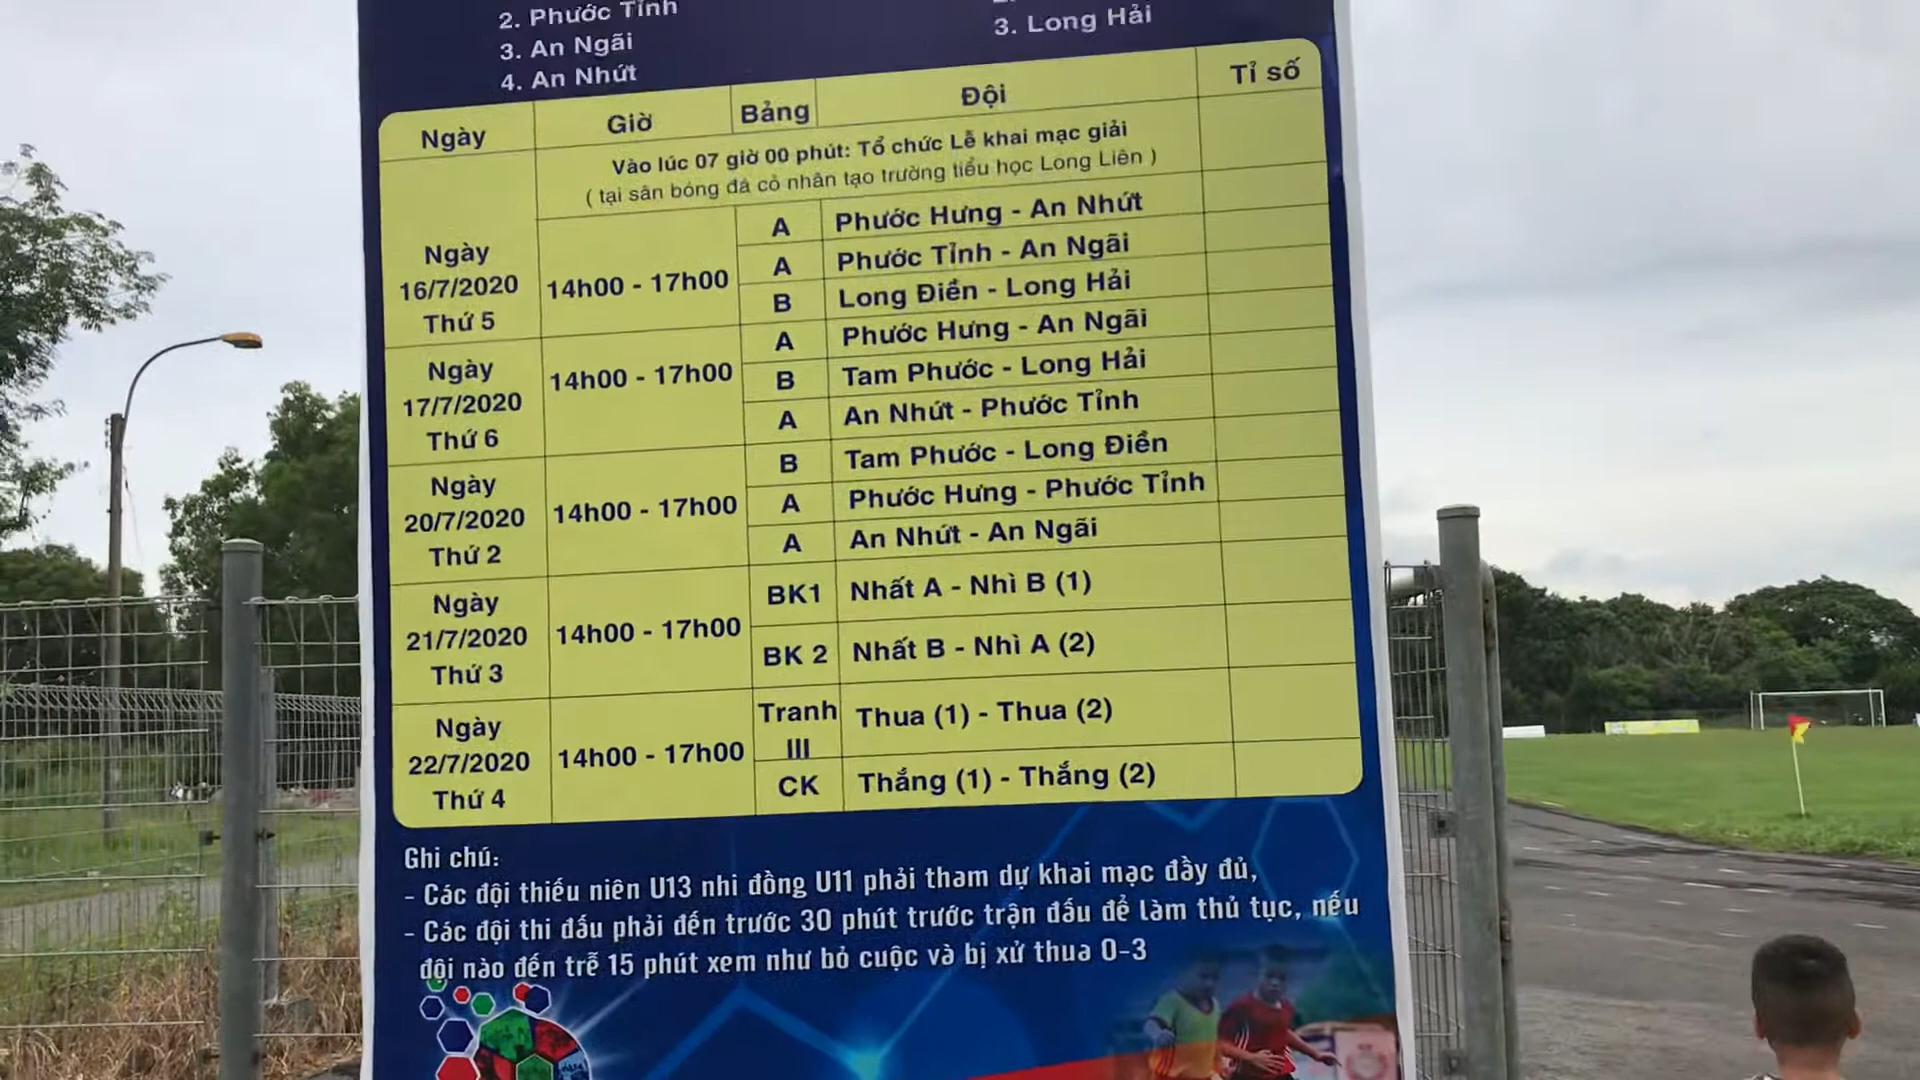 2. Phước Tỉnh
3. An Ngãi
4. An Nhứt
3. Long Hải
Ngày Giờ Bảng Đội Tỉ số
Vào lúc 07 giờ 00 phút: Tổ chức Lễ khai mạc giải
( tại sân bóng đá cỏ nhân tạo trường tiểu học Long Liên )
Ngày
16/7/2020
Thứ 5
14h00 - 17h00
A Phước Hưng - An Nhứt
A Phước Tỉnh - An Ngãi
B Long Điền - Long Hải
Ngày
17/7/2020
Thứ 6
14h00 - 17h00
A Phước Hưng - An Ngãi
B Tam Phước - Long Hải
A An Nhứt - Phước Tỉnh
Ngày
20/7/2020
Thứ 2
14h00 - 17h00
B Tam Phước - Long Điền
A Phước Hưng - Phước Tỉnh
A An Nhứt - An Ngãi
Ngày
21/7/2020
Thứ 3
14h00 - 17h00
BK1 Nhất A - Nhì B (1)
BK 2 Nhất B - Nhì A (2)
Ngày
22/7/2020
Thứ 4
14h00 - 17h00
Tranh
III
Thua (1) - Thua (2)
CK Thắng (1) - Thắng (2)
Ghi chú:
- Các đội thiếu niên U13 nhi đồng U11 phải tham dự khai mạc đầy đủ,
- Các đội thi đấu phải đến trước 30 phút trước trận đấu để làm thủ tục, nếu
đội nào đến trễ 15 phút xem như bỏ cuộc và bị xử thua 0-3